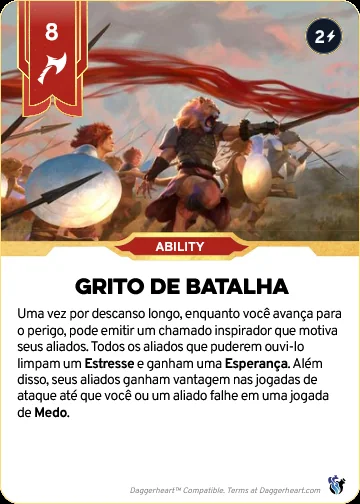 8
2
ABILITY
GRITO DE BATALHA
Uma vez por descanso longo, enquanto você avança para
o perigo, pode emitir um chamado inspirador que motiva
seus aliados. Todos os aliados que puderem ouvi-lo
limpam um Estresse e ganham uma Esperança. Além
disso, seus aliados ganham vantagem nas jogadas de
ataque até que você ou um aliado falhe em uma jogada
de Medo.
Daggerheart™ Compatible. Terms at Daggerheart.com